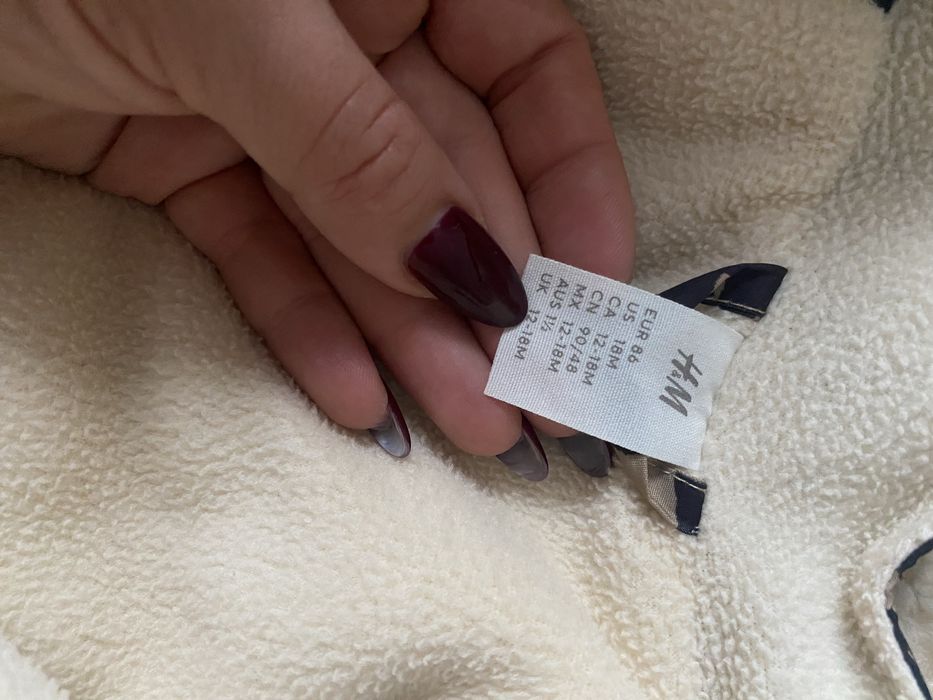 H&M
EUR 86
US 18M
CA 12-18M
CN 90/48
MX 12-18M
AUS 1½
UK 12-18M